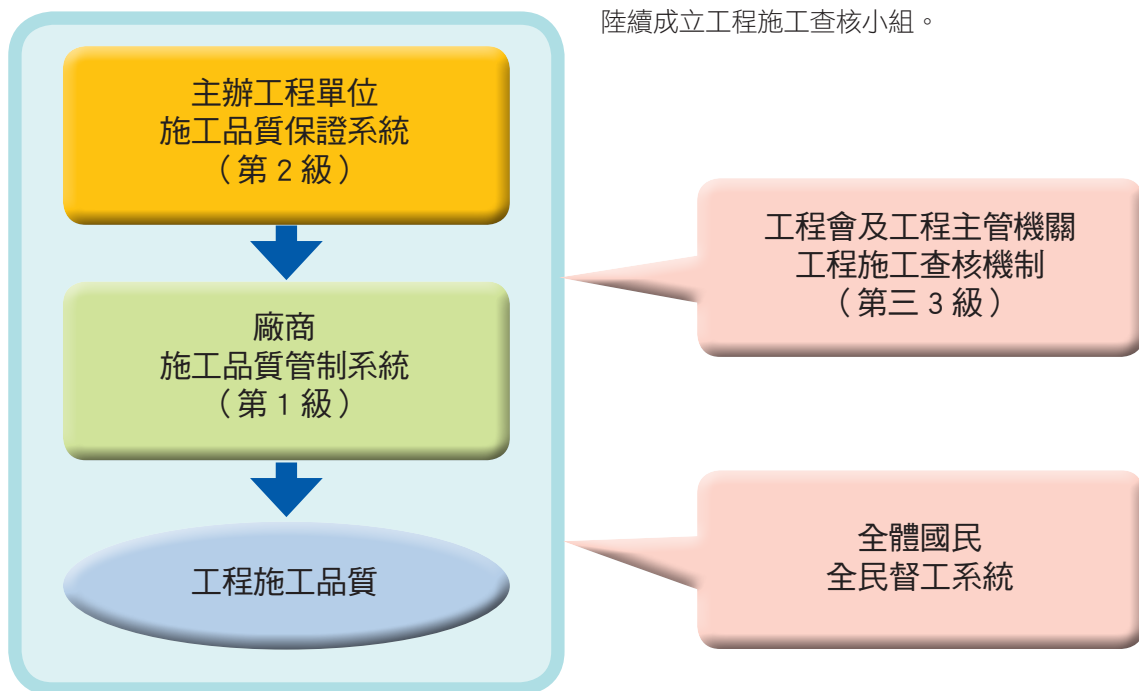 陸續成立工程施工查核小組。
主辦工程單位
施工品質保證系統
（第 2 級）
工程會及工程主管機關
工程施工查核機制
（第三 3 級）
廠商
施工品質管制系統
（第 1 級）
工程施工品質
全體國民
全民督工系統